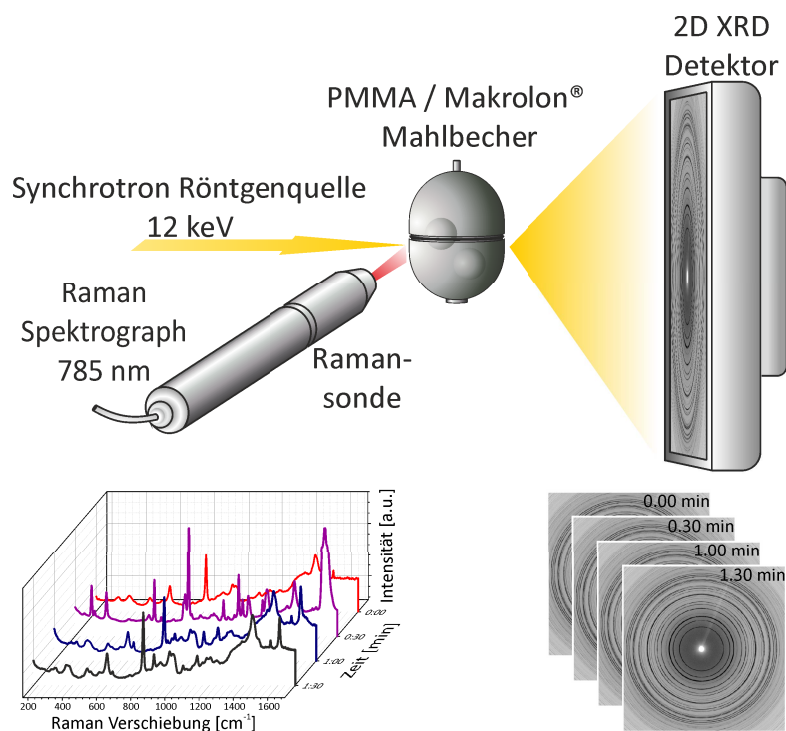 2D XRD
Detektor
PMMA / Makrolon®
Mahlbecher
Synchrotron Röntgenquelle
12 keV
Raman
Spektrograph
785 nm
Raman-
sonde
Intensität [a.u.]
0:00
0:30
1:00
1:30
Zeit [min]
200 400 600 800 1000 1200 1400 1600
Raman Verschiebung [cm⁻¹]
0.00 min
0.30 min
1.00 min
1.30 min